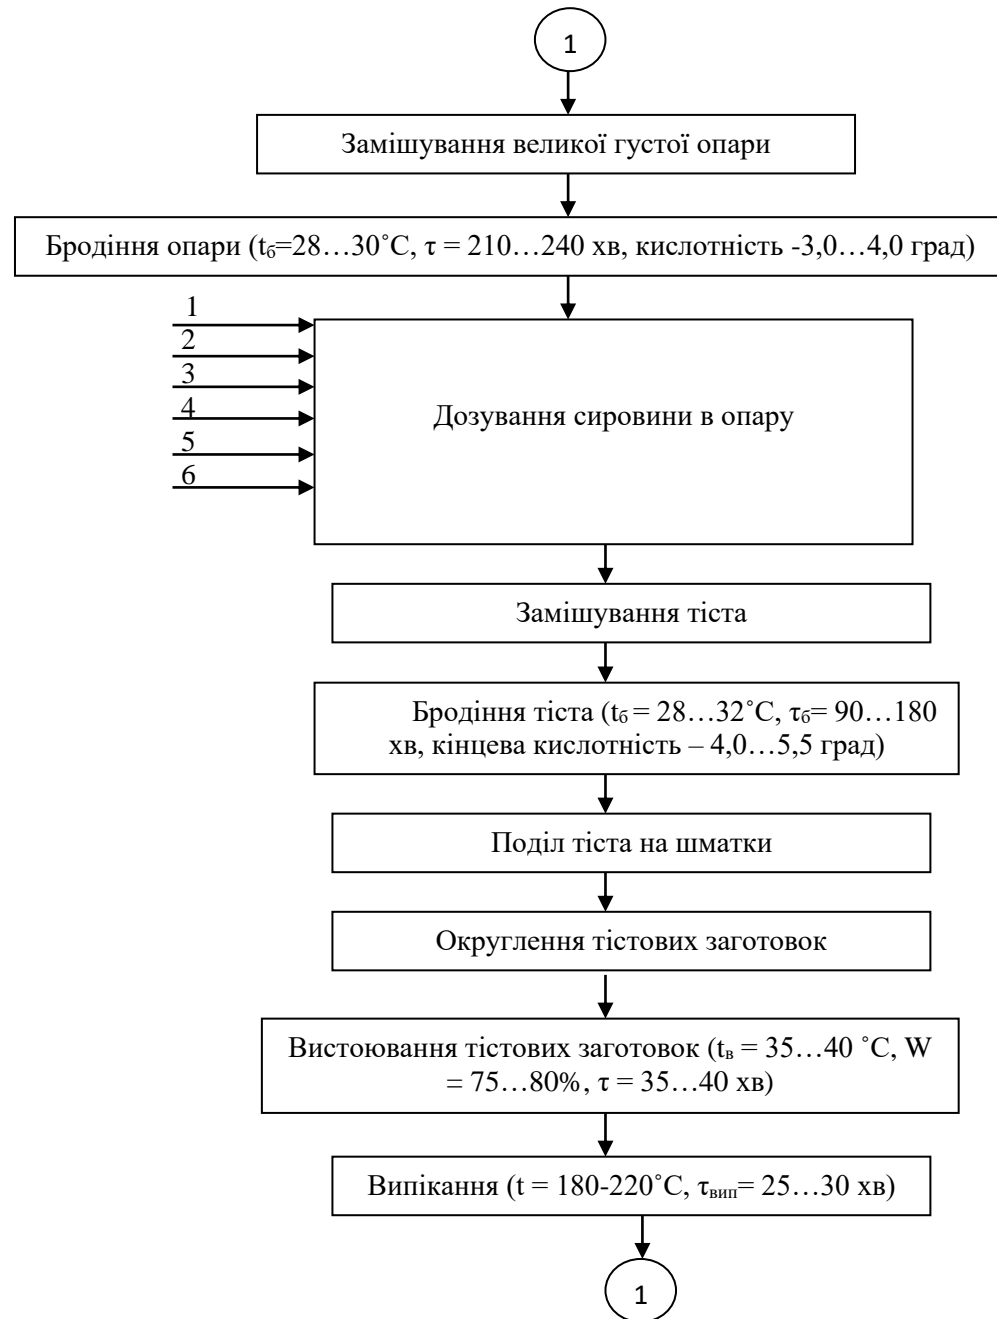 1
Замішування великої густої опари
Бродіння опари (tб=28…30˚С, τ = 210…240 хв, кислотність -3,0…4,0 град)
1
2
3
4
5
6
Дозування сировини в опару
Замішування тіста
Бродіння тіста (tб = 28…32˚С, τб= 90…180
хв, кінцева кислотність – 4,0…5,5 град)
Поділ тіста на шматки
Округлення тістових заготовок
Вистоювання тістових заготовок (tв = 35…40 ˚С, W
= 75…80%, τ = 35…40 хв)
Випікання (t = 180-220˚С, τвип= 25…30 хв)
1